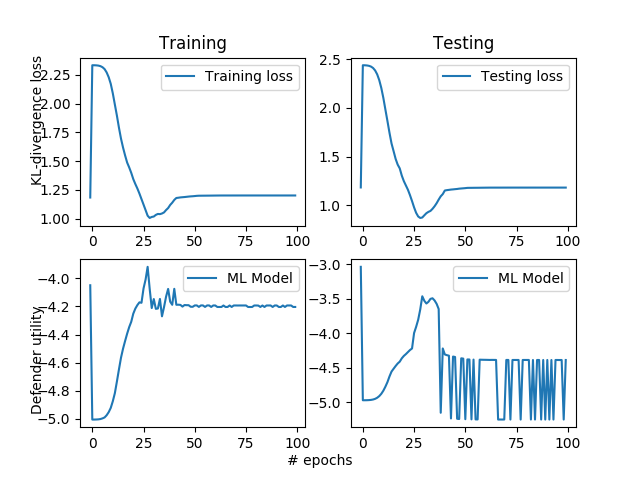 Training
Testing
KL-divergence loss
2.25
2.00
1.75
1.50
1.25
1.00
Training loss
0 25 50 75 100
2.5
2.0
1.5
1.0
Testing loss
0 25 50 75 100
Defender utility
−4.0
−4.2
−4.4
−4.6
−4.8
−5.0
ML Model
0 25 50 75 100
−3.0
−3.5
−4.0
−4.5
−5.0
ML Model
0 25 50 75 100
# epochs